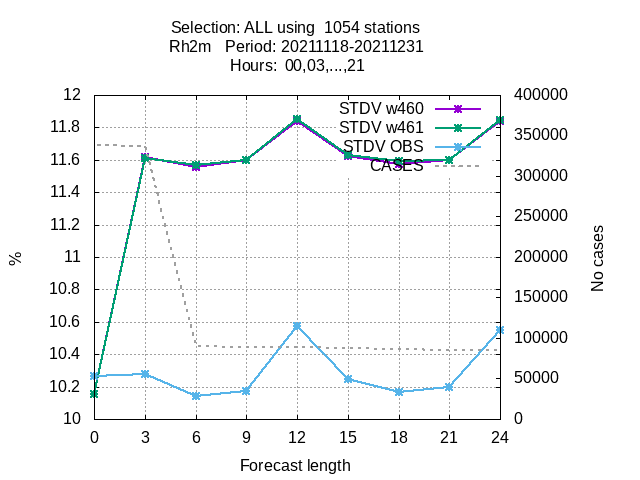 Selection: ALL using  1054 stations
Rh2m   Period: 20211118-20211231
Hours:  00,03,...,21
STDV w460
STDV w461
STDV OBS
CASES
12
11.8
11.6
11.4
11.2
11
10.8
10.6
10.4
10.2
10
%
400000
350000
300000
250000
200000
150000
100000
50000
0
No cases
0 3 6 9 12 15 18 21 24
Forecast length